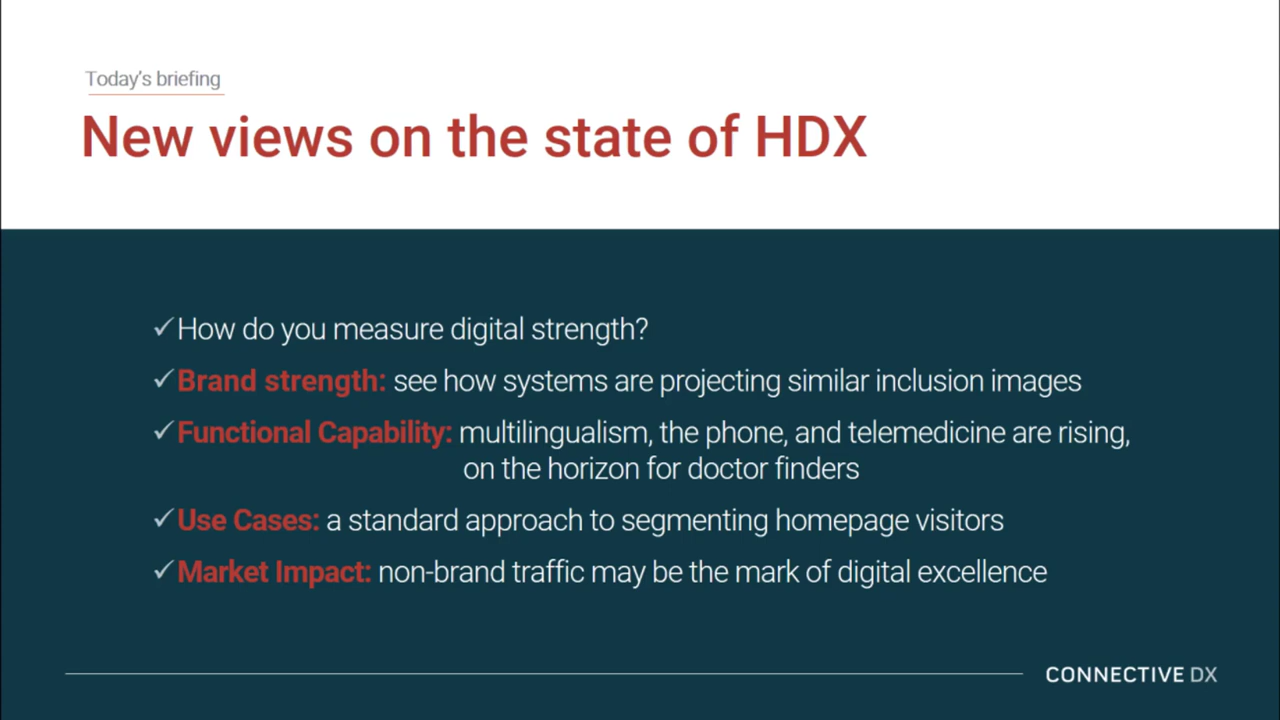 Today's briefing
New views on the state of HDX
✓How do you measure digital strength?
✓Brand strength: see how systems are projecting similar inclusion images
✓Functional Capability: multilingualism, the phone, and telemedicine are rising,
on the horizon for doctor finders
✓Use Cases: a standard approach to segmenting homepage visitors
✓Market Impact: non-brand traffic may be the mark of digital excellence
CONNECTIVE DX